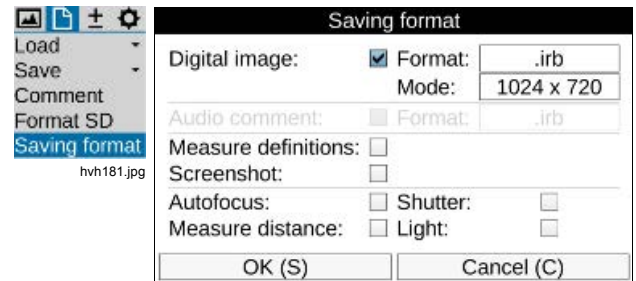 Load
Save
Comment
Format SD
Saving format
hvh181.jpg
Saving format
Digital image: Format: .irb
Mode: 1024 x 720
Audio comment: Format: .irb
Measure definitions:
Screenshot:
Autofocus: Shutter:
Measure distance: Light:
OK (S) Cancel (C)